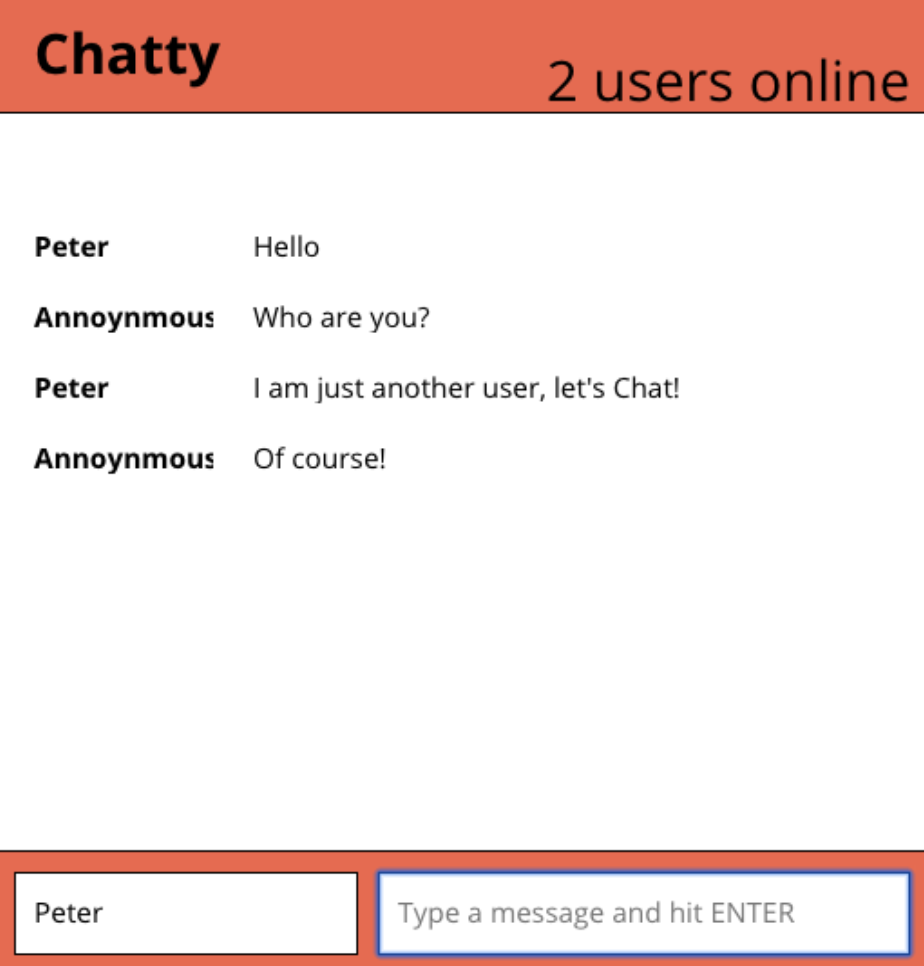 Chatty
2 users online
Peter Hello
Annoynmous Who are you?
Peter I am just another user, let's Chat!
Annoynmous Of course!
Peter Type a message and hit ENTER